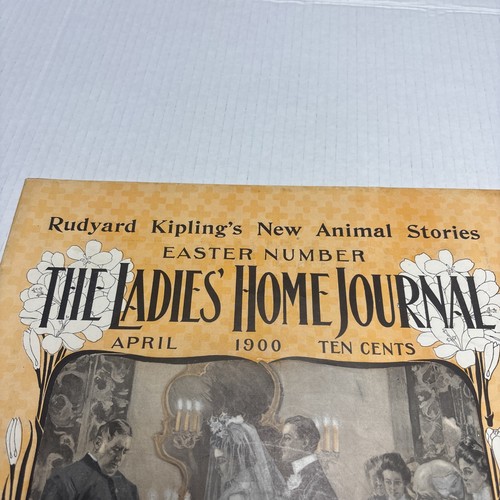 Rudyard Kipling's New Animal Stories
EASTER NUMBER
THE LADIES' HOME JOURNAL
APRIL 1900 TEN CENTS